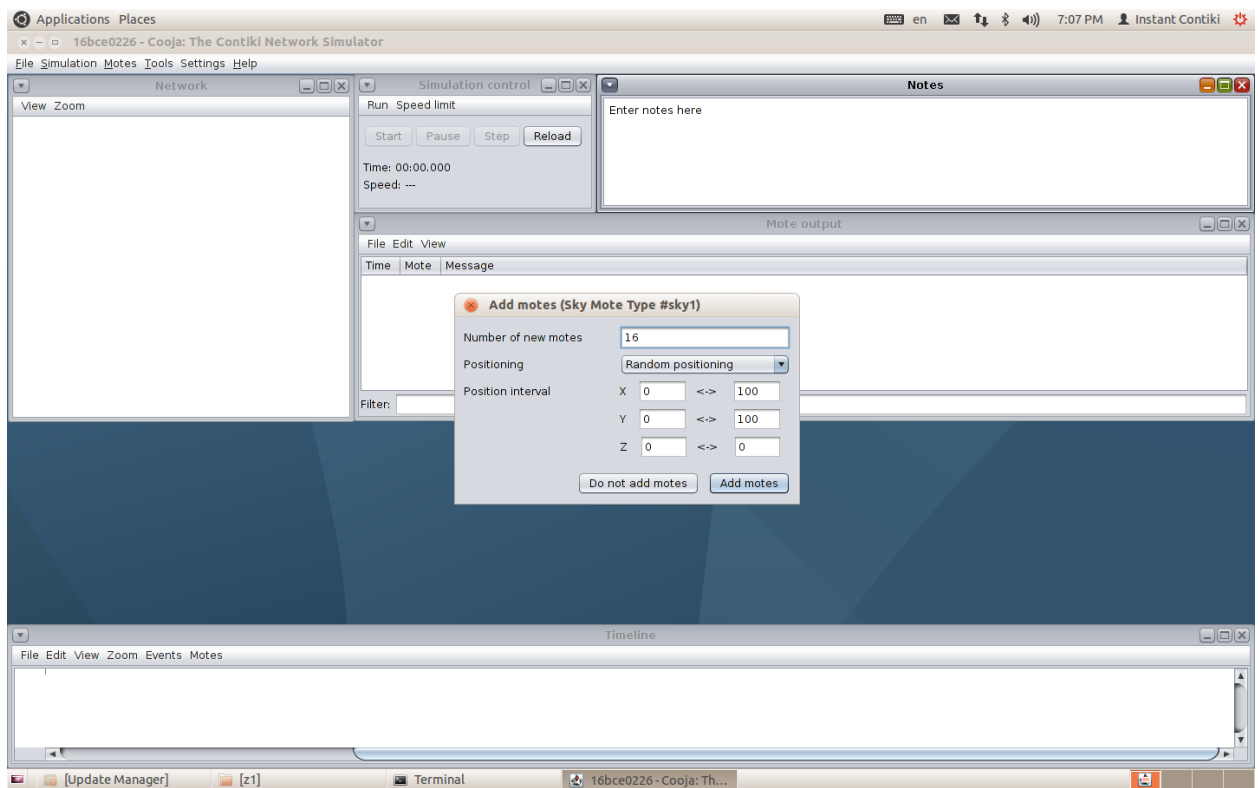 Applications Places en 7:07 PM Instant Contiki
16bce0226 - Cooja: The Contiki Network Simulator
File Simulation Motes Tools Settings Help
Network
View Zoom
Simulation control
Run Speed limit
Start Pause Step Reload
Time: 00:00.000
Speed: ---
Notes
Enter notes here
Mote output
File Edit View
Time Mote Message
Filter:
Add motes (Sky Mote Type #sky1)
Number of new motes 16
Positioning Random positioning
Position interval X 0 <-> 100
Y 0 <-> 100
Z 0 <-> 0
Do not add motes Add motes
Timeline
File Edit View Zoom Events Motes
[Update Manager] [z1] Terminal 16bce0226 - Cooja: Th...